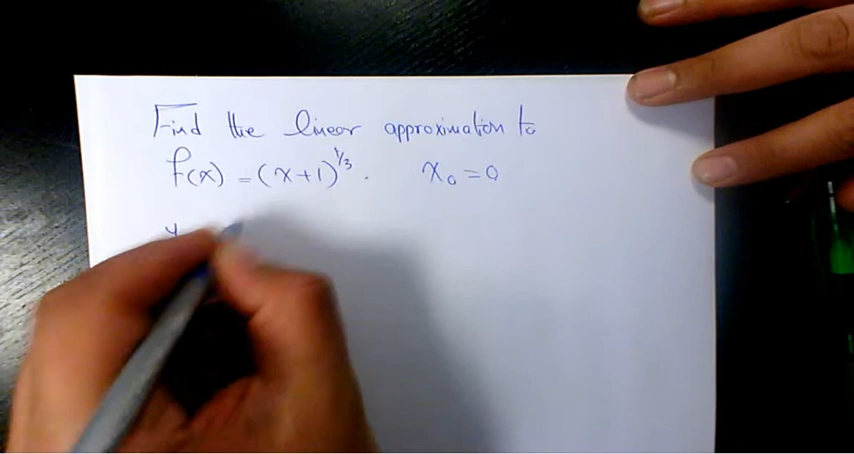 Find the linear approximation to
f(x) = (x+1)^1/3 . x₀ = 0
y